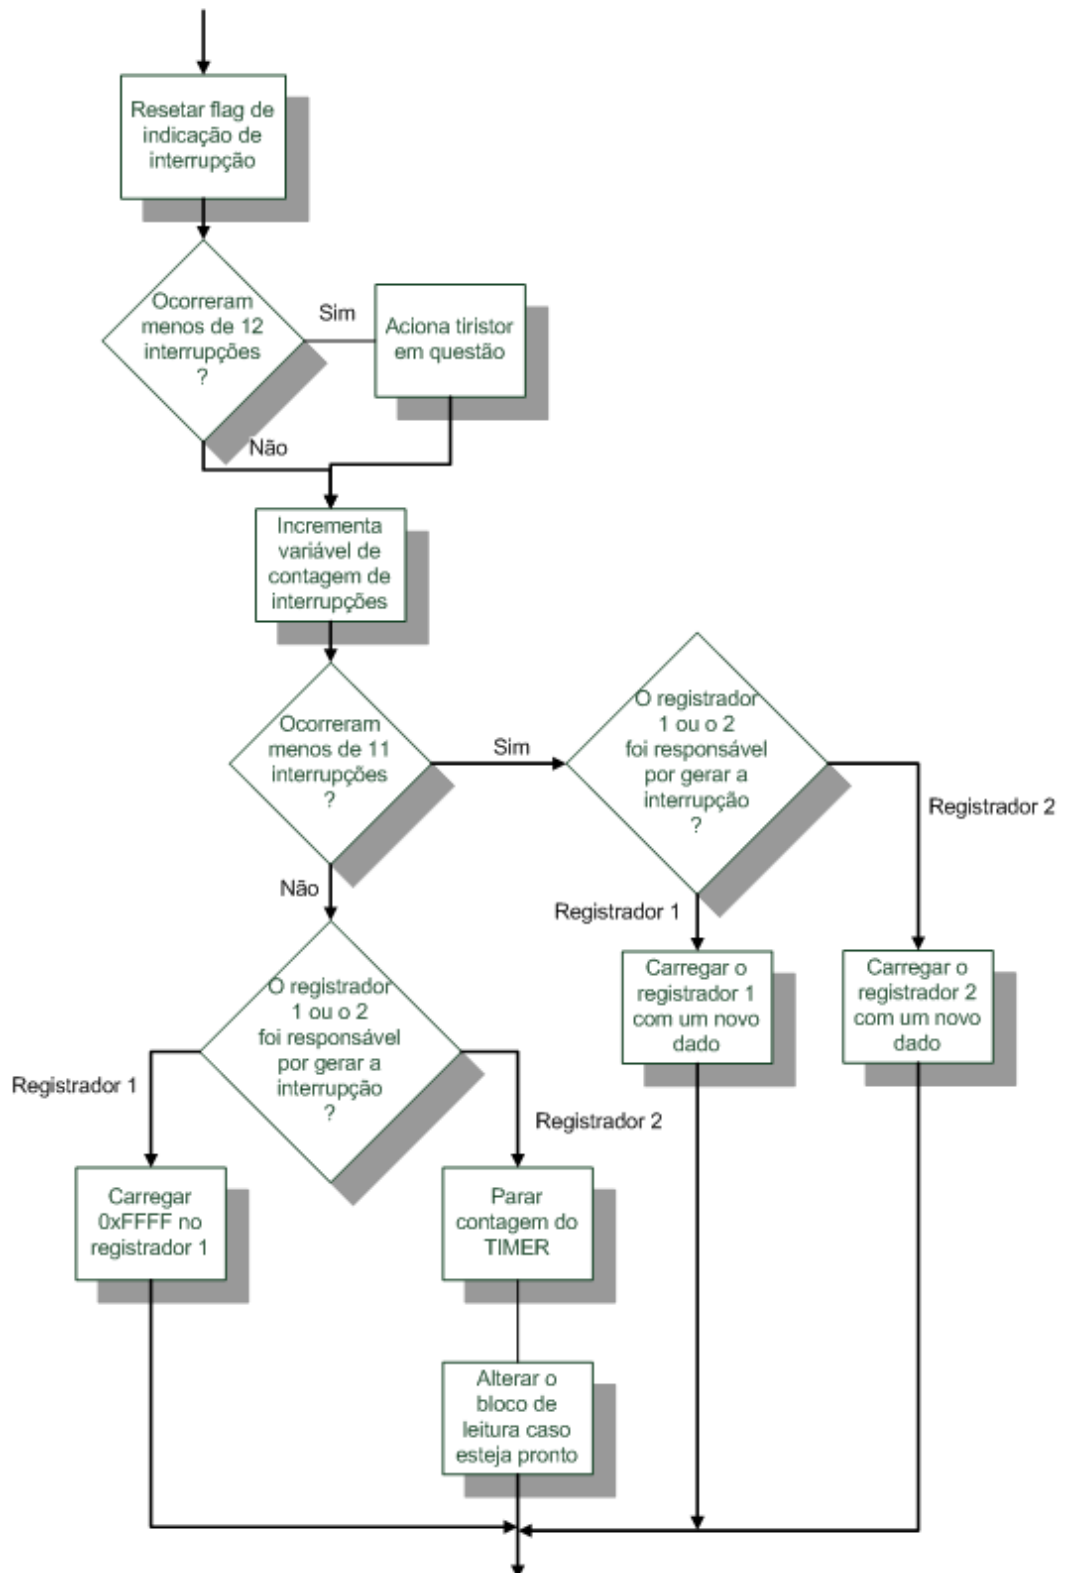 Resetar flag de
indicação de
interrupção
Ocorreram
menos de 12
interrupções
?
Sim
Aciona tiristor
em questão
Não
Incrementa
variável de
contagem de
interrupções
Ocorreram
menos de 11
interrupções
?
Sim
O registrador
1 ou o 2
foi responsável
por gerar a
interrupção
?
Registrador 2
Registrador 1
Não
Carregar o
registrador 1
com um novo
dado
Carregar o
registrador 2
com um novo
dado
O registrador
1 ou o 2
foi responsável
por gerar a
interrupção
?
Registrador 1
Registrador 2
Carregar
0xFFFF no
registrador 1
Parar
contagem do
TIMER
Alterar o
bloco de
leitura caso
esteja pronto